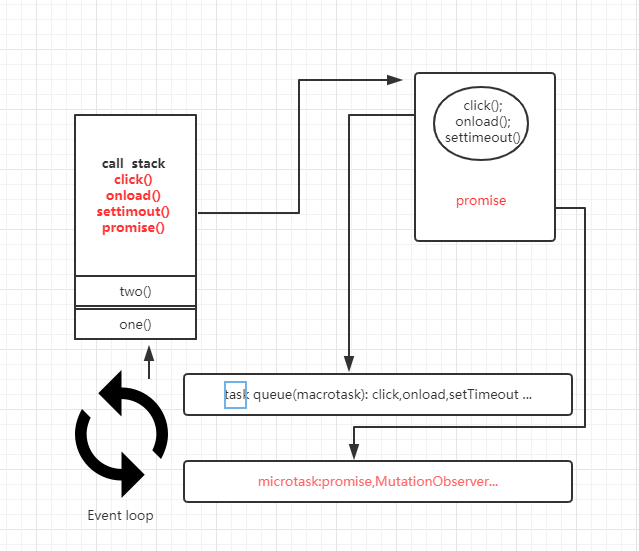 call stack
click()
onload()
settimout()
promise()
two()
one()
Event loop
click();
onload();
settimeout()
promise
task queue(macrotask): click,onload,setTimeout ...
microtask:promise,MutationObserver...